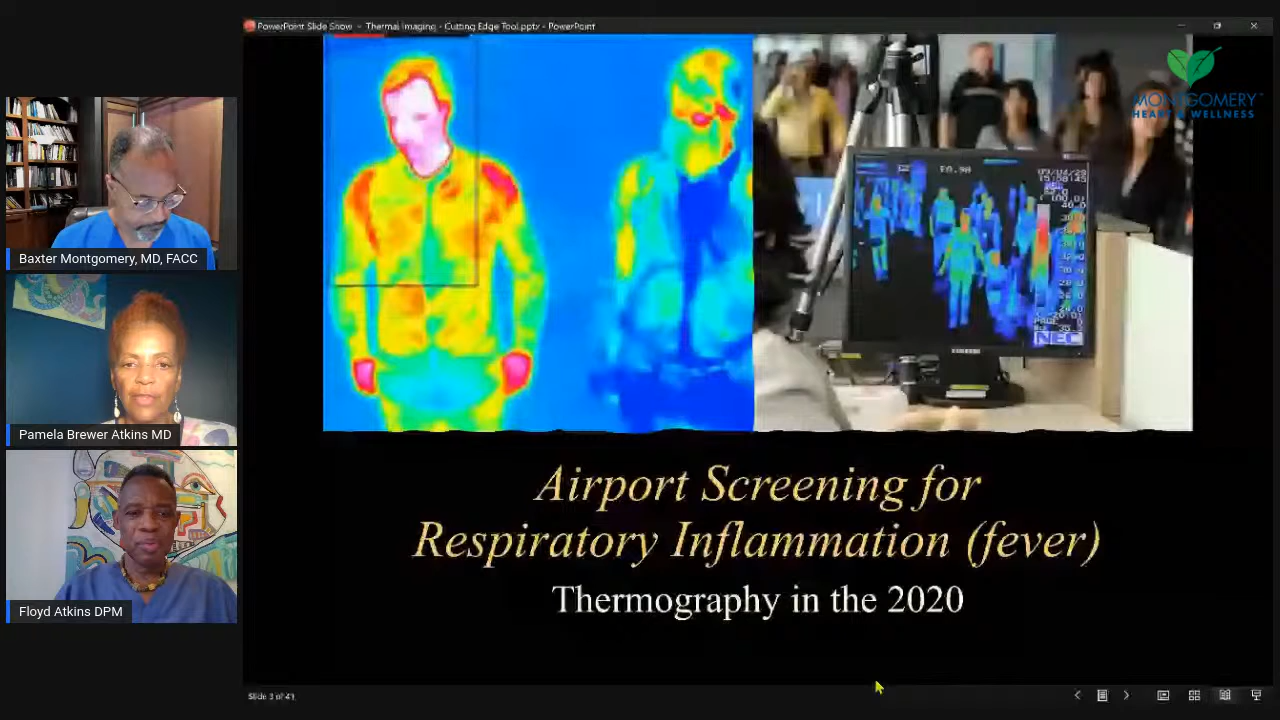 PowerPoint Slide Show - Thermal Imaging - Cutting Edge Tool.pptx - PowerPoint
MONTGOMERY
HEART & WELLNESS
Baxter Montgomery, MD, FACC
Pamela Brewer Atkins MD
Floyd Atkins DPM
NEC
Airport Screening for
Respiratory Inflammation (fever)
Thermography in the 2020
Slide 3 of 41